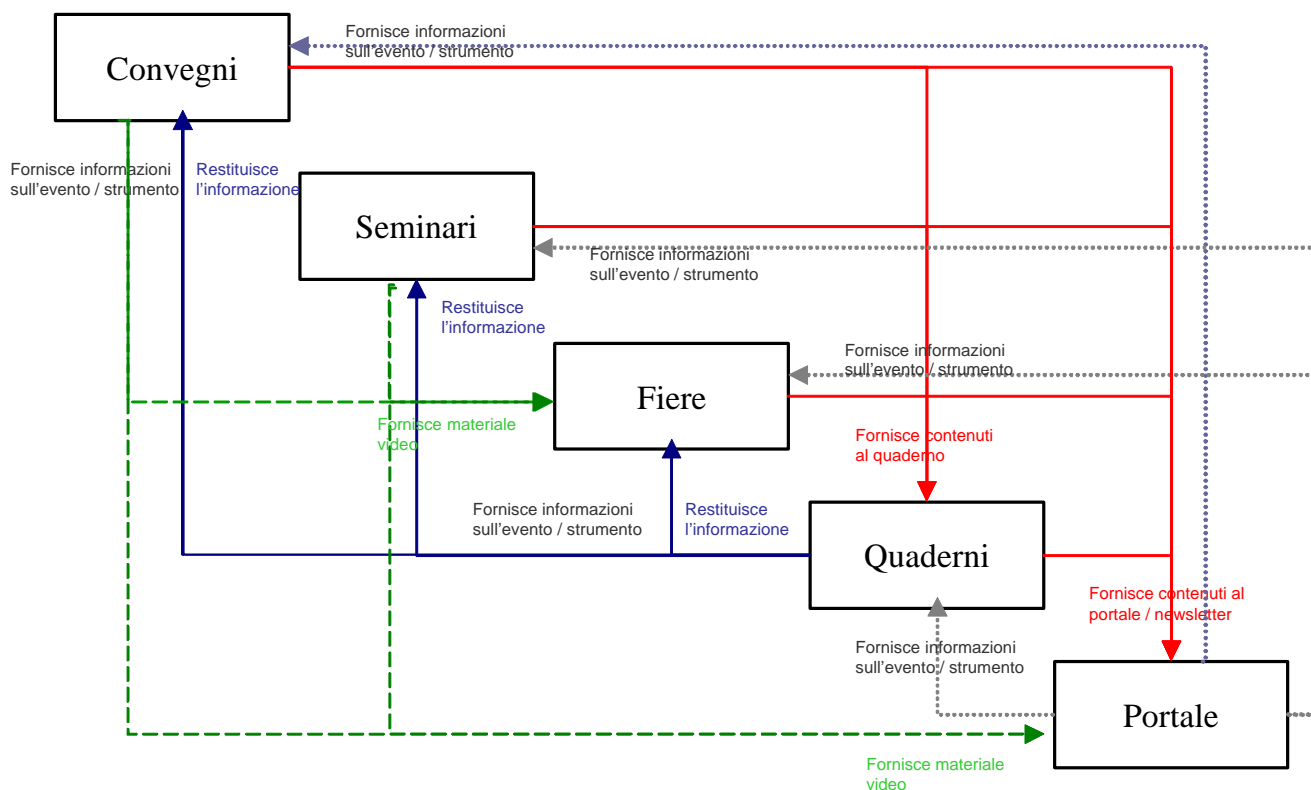 Fornisce informazioni
sull'evento / strumento
Convegni
Fornisce informazioni
sull'evento / strumento
Restituisce
l'informazione
Seminari
Fornisce informazioni
sull'evento / strumento
Restituisce
l'informazione
Fornisce informazioni
sull'evento / strumento
Fiere
Fornisce materiale
video
Fornisce contenuti
al quaderno
Fornisce informazioni
sull'evento / strumento
Restituisce
l'informazione
Quaderni
Fornisce contenuti al
portale / newsletter
Fornisce informazioni
sull'evento / strumento
Portale
Fornisce materiale
video